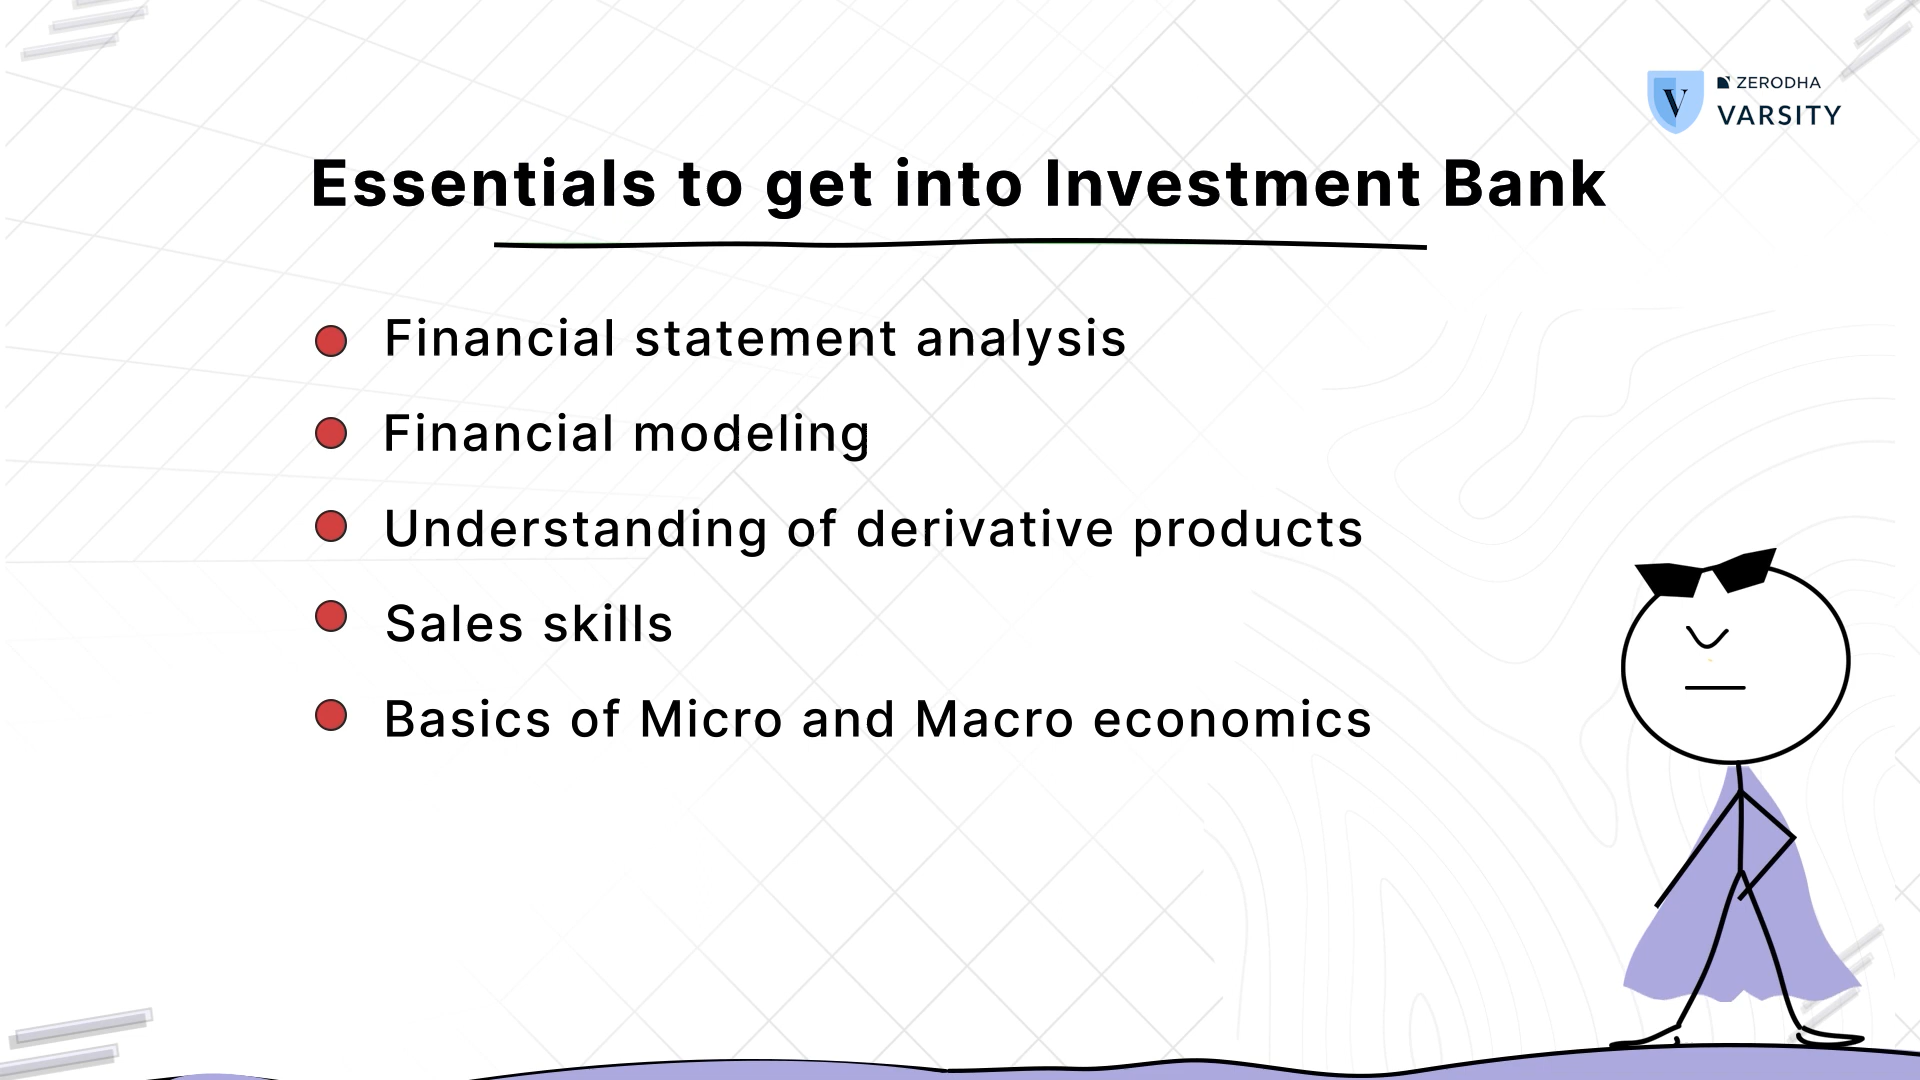 V
ZERODHA
VARSITY
Essentials to get into Investment Bank
Financial statement analysis
Financial modeling
Understanding of derivative products
Sales skills
Basics of Micro and Macro economics